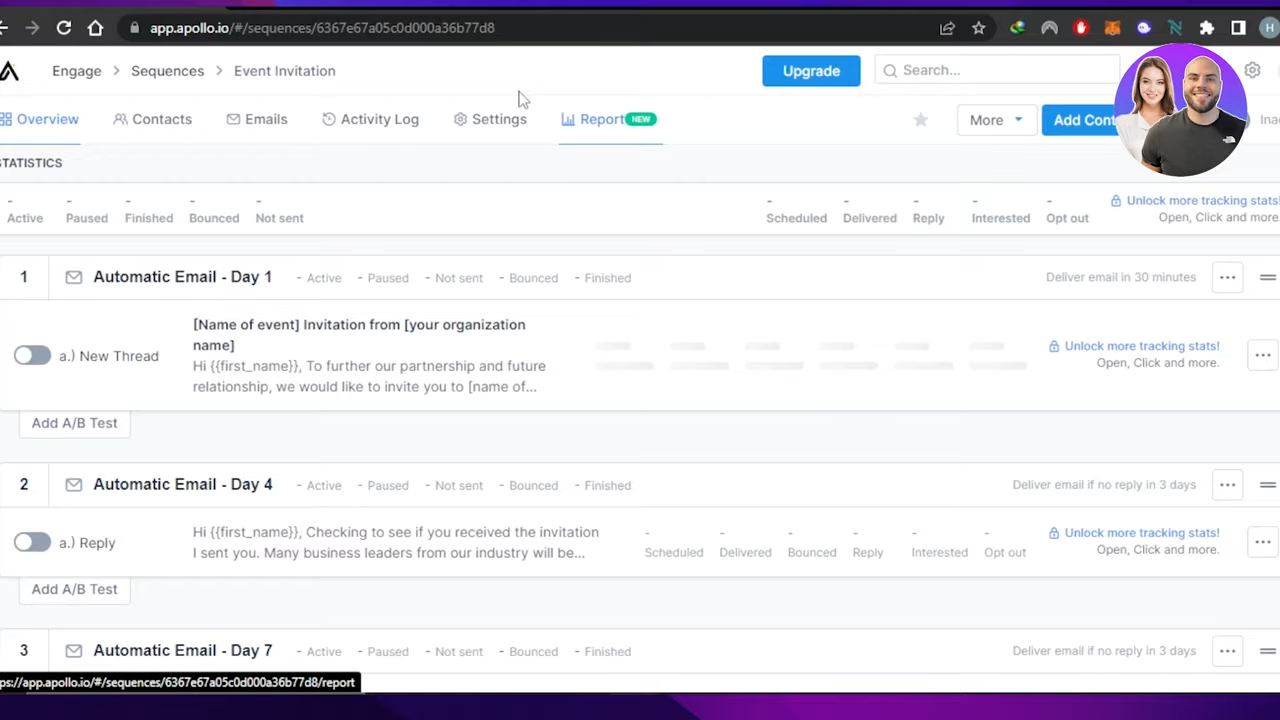 app.apollo.io/#/sequences/6367e67a05c0d000a36b77d8
H
Engage > Sequences > Event Invitation
Upgrade
Search...
Overview Contacts Emails Activity Log Settings Report NEW
More
Add Cont
Ina
TATISTICS
- - - - -
Active Paused Finished Bounced Not sent
- - - - -
Scheduled Delivered Reply Interested Opt out
Unlock more tracking stats!
Open, Click and more.
1 Automatic Email - Day 1 - Active - Paused - Not sent - Bounced - Finished Deliver email in 30 minutes ...
a.) New Thread
[Name of event] Invitation from [your organization
name]
Hi {{first_name}}, To further our partnership and future
relationship, we would like to invite you to [name of...
Unlock more tracking stats!
Open, Click and more.
...
Add A/B Test
2 Automatic Email - Day 4 - Active - Paused - Not sent - Bounced - Finished Deliver email if no reply in 3 days ...
a.) Reply
Hi {{first_name}}, Checking to see if you received the invitation
I sent you. Many business leaders from our industry will be...
- - - - - -
Scheduled Delivered Bounced Reply Interested Opt out
Unlock more tracking stats!
Open, Click and more.
...
Add A/B Test
3 Automatic Email - Day 7 - Active - Paused - Not sent - Bounced - Finished Deliver email if no reply in 3 days ...
ps://app.apollo.io/#/sequences/6367e67a05c0d000a36b77d8/report